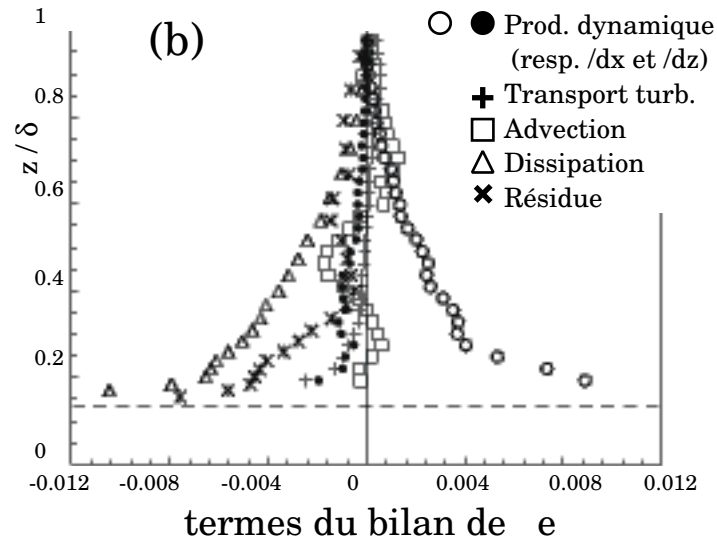 (b)
Prod. dynamique
(resp. /dx et /dz)
Transport turb.
Advection
Dissipation
Résidue
z / δ
1
0.8
0.6
0.4
0.2
0
-0.012 -0.008 -0.004 0 0.004 0.008 0.012
termes du bilan de e